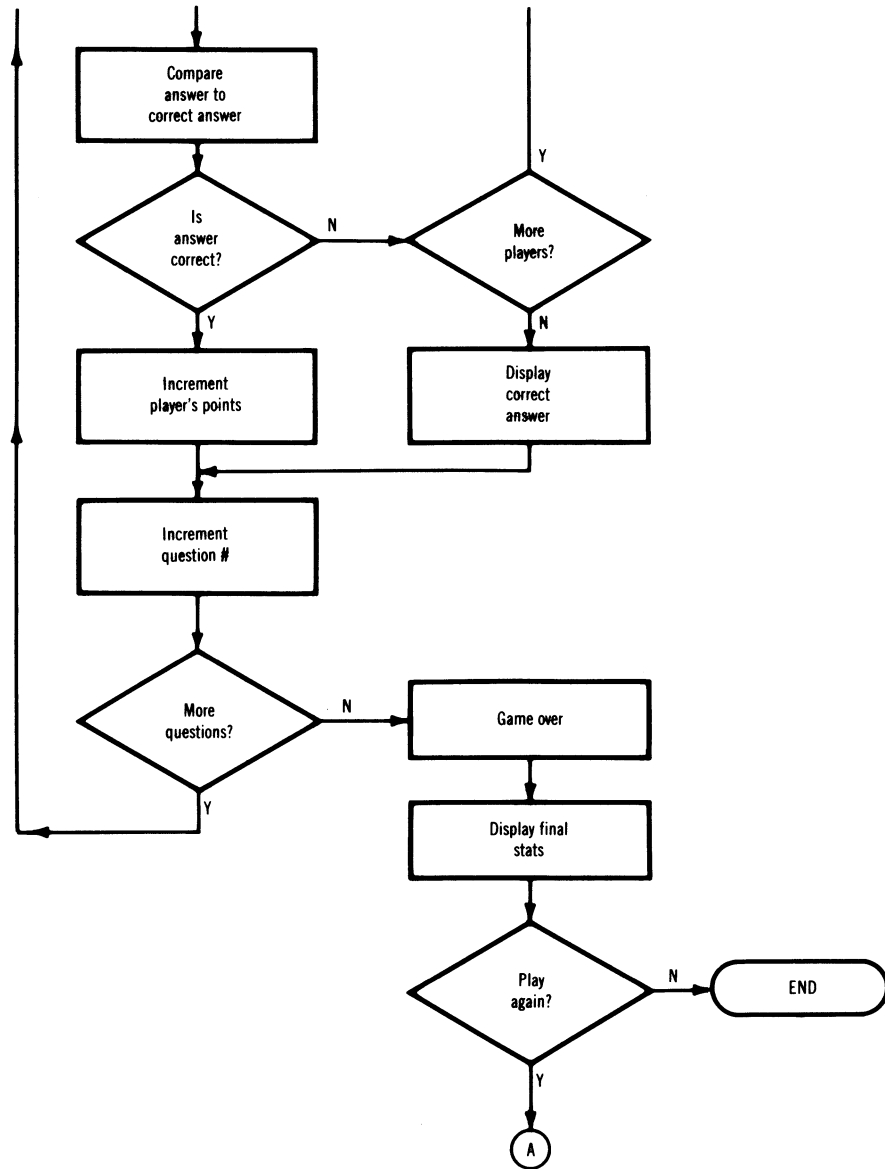 Compare
answer to
correct answer
Y
Is
answer
correct?
N
More
players?
Y
N
Increment
player's points
Display
correct
answer
Increment
question #
More
questions?
N
Game over
Y
Display final
stats
Play
again?
N
END
Y
A